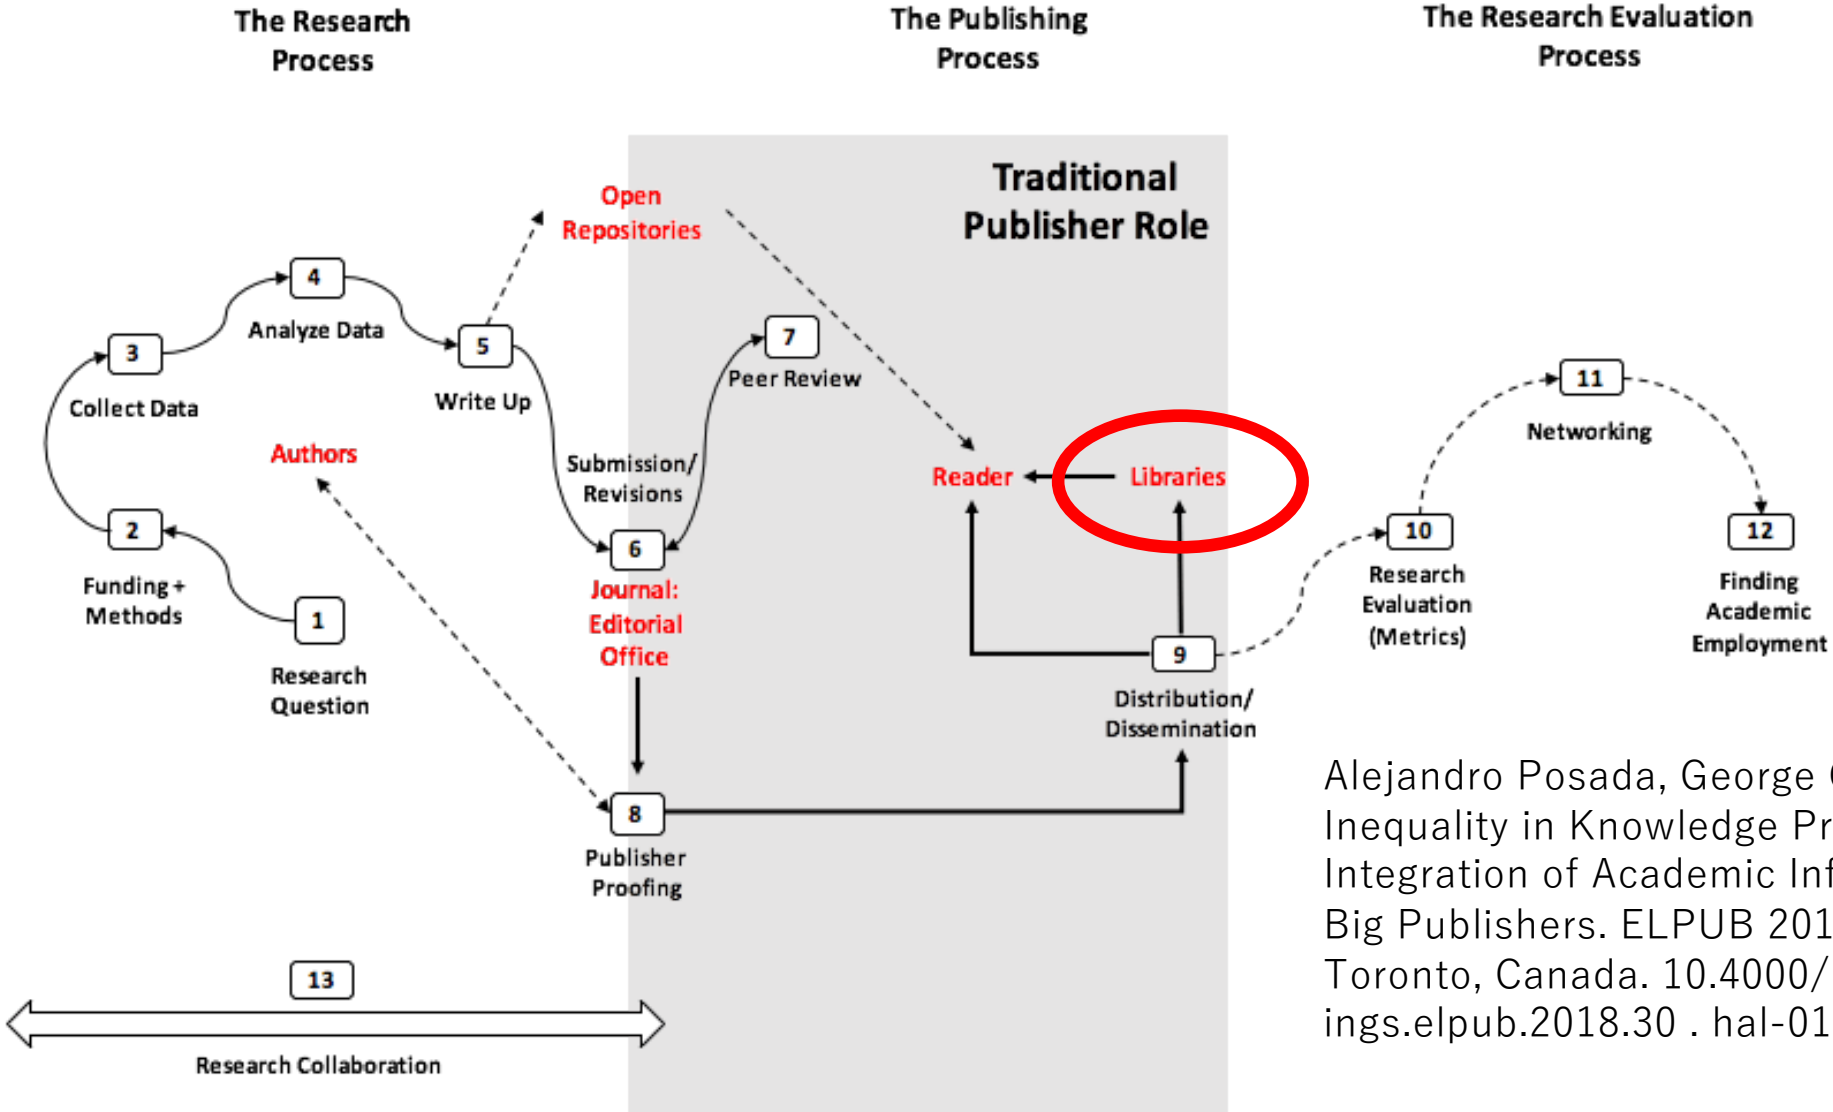 The Research
Process
The Publishing
Process
The Research Evaluation
Process
Traditional
Publisher Role
Open
Repositories
4
Analyze Data
3
Collect Data
5
Write Up
7
Peer Review
Authors
Submission/
Revisions
Reader
Libraries
11
Networking
2
Funding +
Methods
1
Research
Question
6
Journal:
Editorial
Office
10
Research
Evaluation
(Metrics)
12
Finding
Academic
Employment
9
Distribution/
Dissemination
8
Publisher
Proofing
13
Research Collaboration
Alejandro Posada, George
Inequality in Knowledge Pr
Integration of Academic Inf
Big Publishers. ELPUB 201
Toronto, Canada. 10.4000/
ings.elpub.2018.30 . hal-01